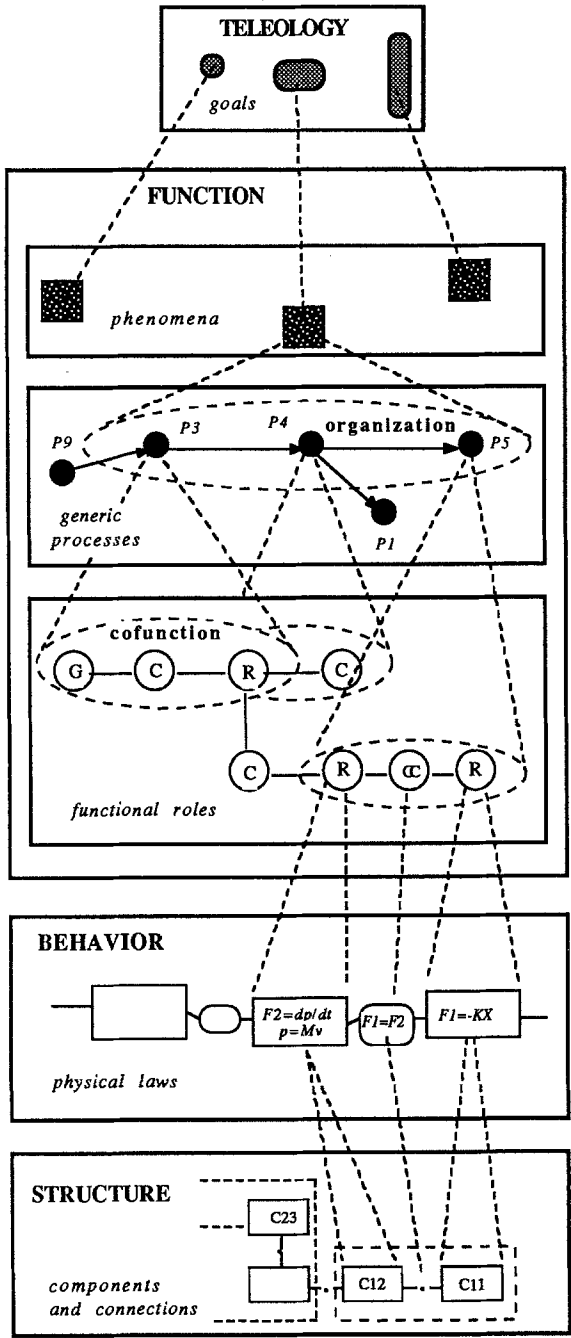 TELEOLOGY
goals
FUNCTION
phenomena
P9
P3
P4
organization
P5
generic
processes
P1
cofunction
G
C
R
C
C
R
CC
R
functional roles
BEHAVIOR
F2=dp/dt
p=Mv
F1=F2
F1=-KX
physical laws
STRUCTURE
C23
components
and connections
C12
C11